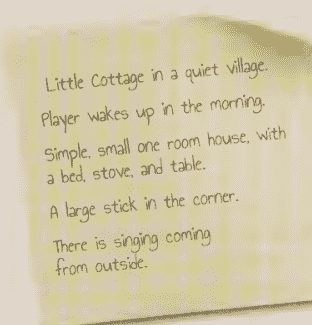 Little Cottage in a quiet village.
Player wakes up in the morning.
Simple, small one room house, with
a bed, stove, and table.
A large stick in the corner.
There is singing coming
from outside.